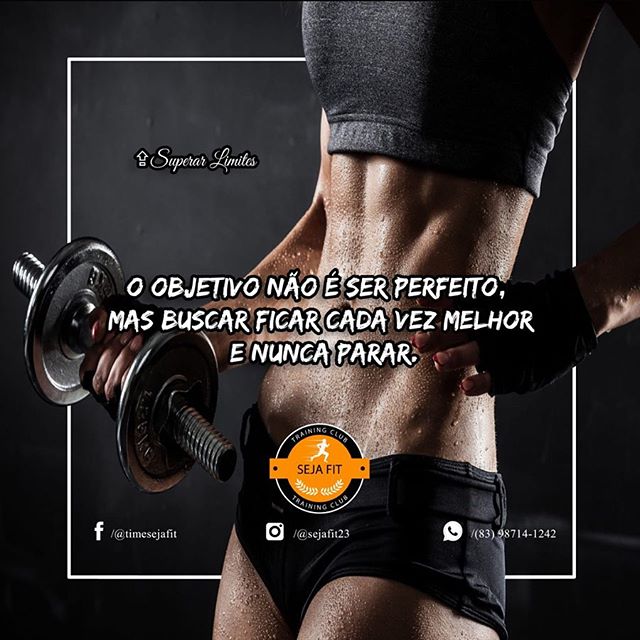 ⇪ Superar Limites
O OBJETIVO NÃO É SER PERFEITO,
MAS BUSCAR FICAR CADA VEZ MELHOR
E NUNCA PARAR.
TRAINING CLUB
SEJA FIT
TRAINING CLUB
/@timesejafit
/@sejafit23
/(83) 98714-1242